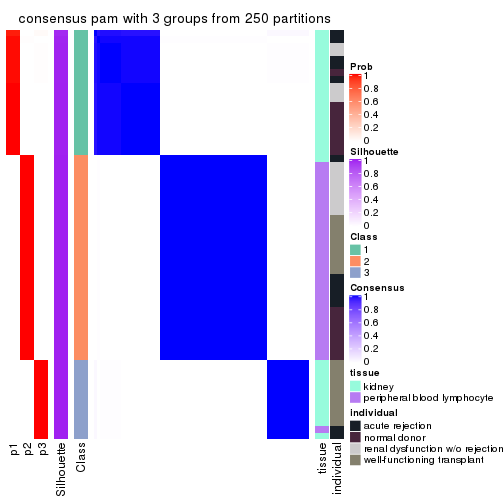 consensus pam with 3 groups from 250 partitions
Prob
1
0.8
0.6
0.4
0.2
0
Silhouette
1
0.8
0.6
0.4
0.2
0
Class
1
2
3
Consensus
1
0.8
0.6
0.4
0.2
0
tissue
kidney
peripheral blood lymphocyte
individual
acute rejection
normal donor
renal dysfunction w/o rejection
well-functioning transplant
p1
p2
p3
Silhouette
Class
tissue
individual